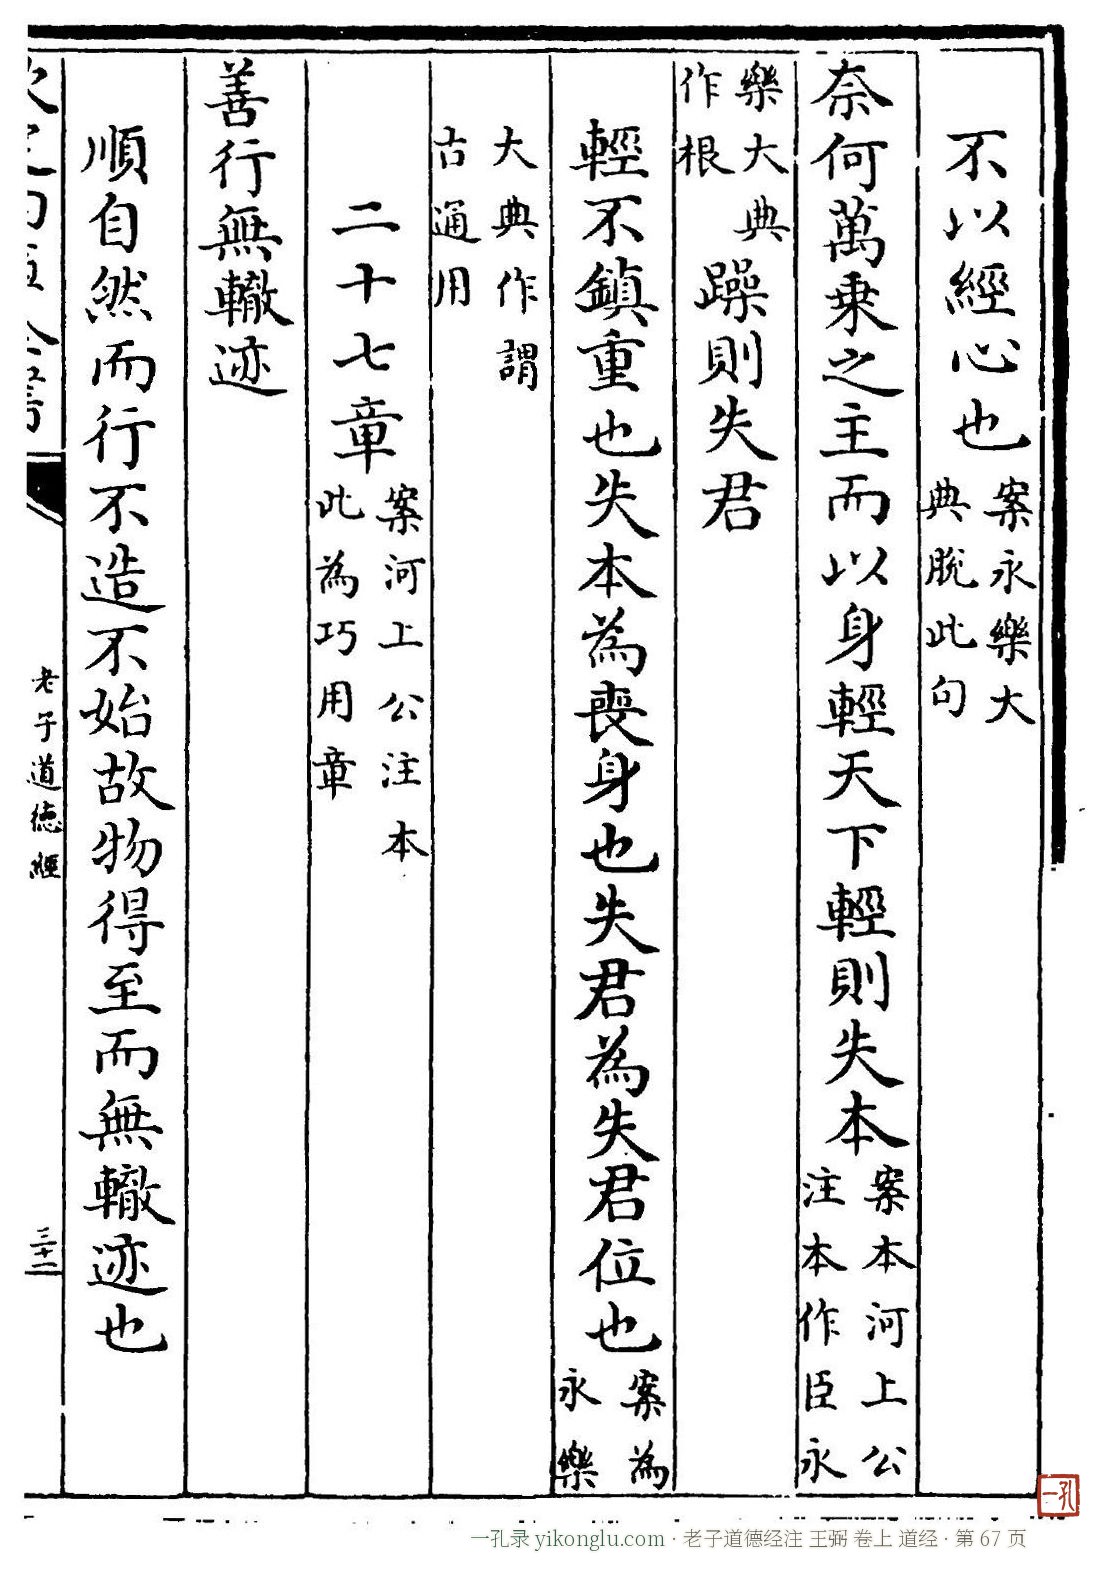 不以經心也案永樂大
典脫此句
奈何萬乗之主而以身輕天下輕則失本案本河上公
注本作臣永
樂大典
作根
躁則失君
輕不鎮重也失本為喪身也失君為失君位也案為
永樂
大典作謂
古通用
二十七章案河上公注本
此為巧用章
善行無轍迹
順自然而行不造不始故物得至而無轍迹也
老子道德經
三十二
一孔
一孔录 yikonglu.com · 老子道德经注 王弼 卷上 道经 · 第 67 页